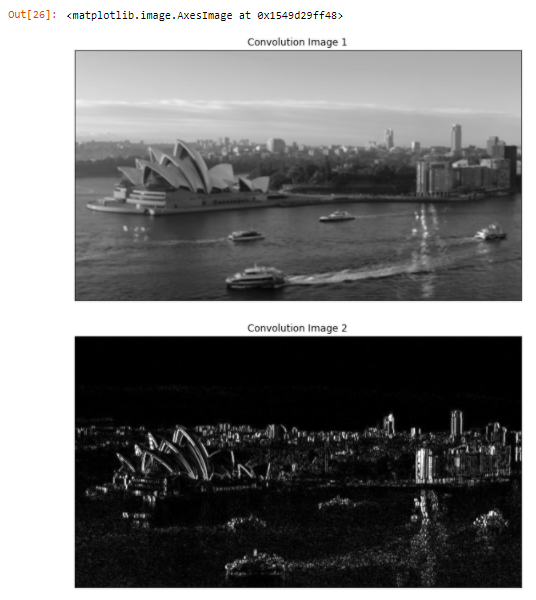 Out[26]: <matplotlib.image.AxesImage at 0x1549d29ff48>
Convolution Image 1
Convolution Image 2